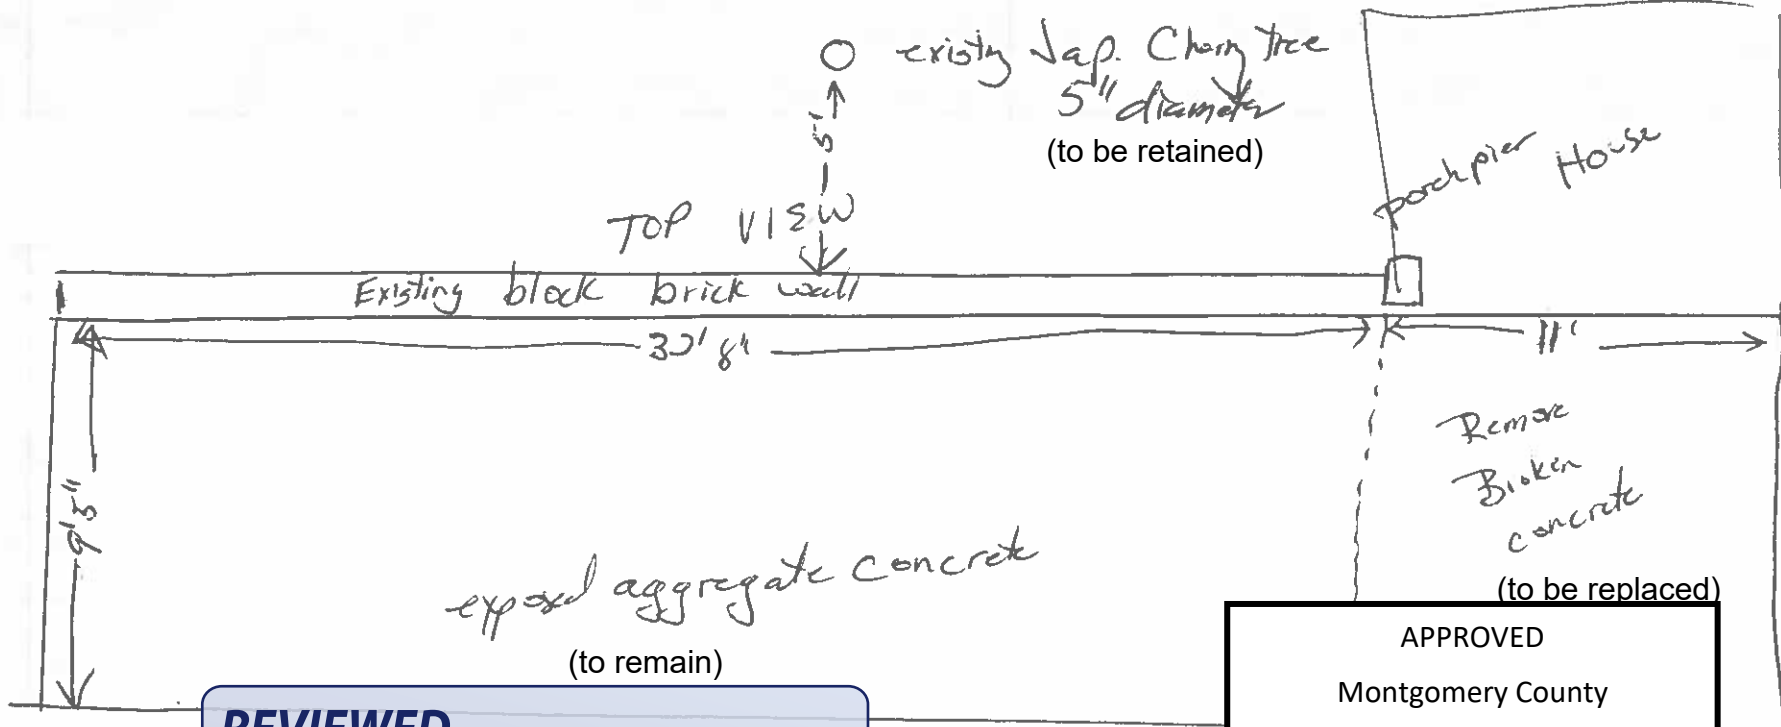 existing Jap. Cherry tree
5" diameter
(to be retained)
5'
porch pier
House
TOP VIEW
Existing block brick wall
8"
11'
9'5"
Remove
Broken
concrete
(to be replaced)
exposed aggregate concrete
(to remain)
REVIEWED
APPROVED
Montgomery County